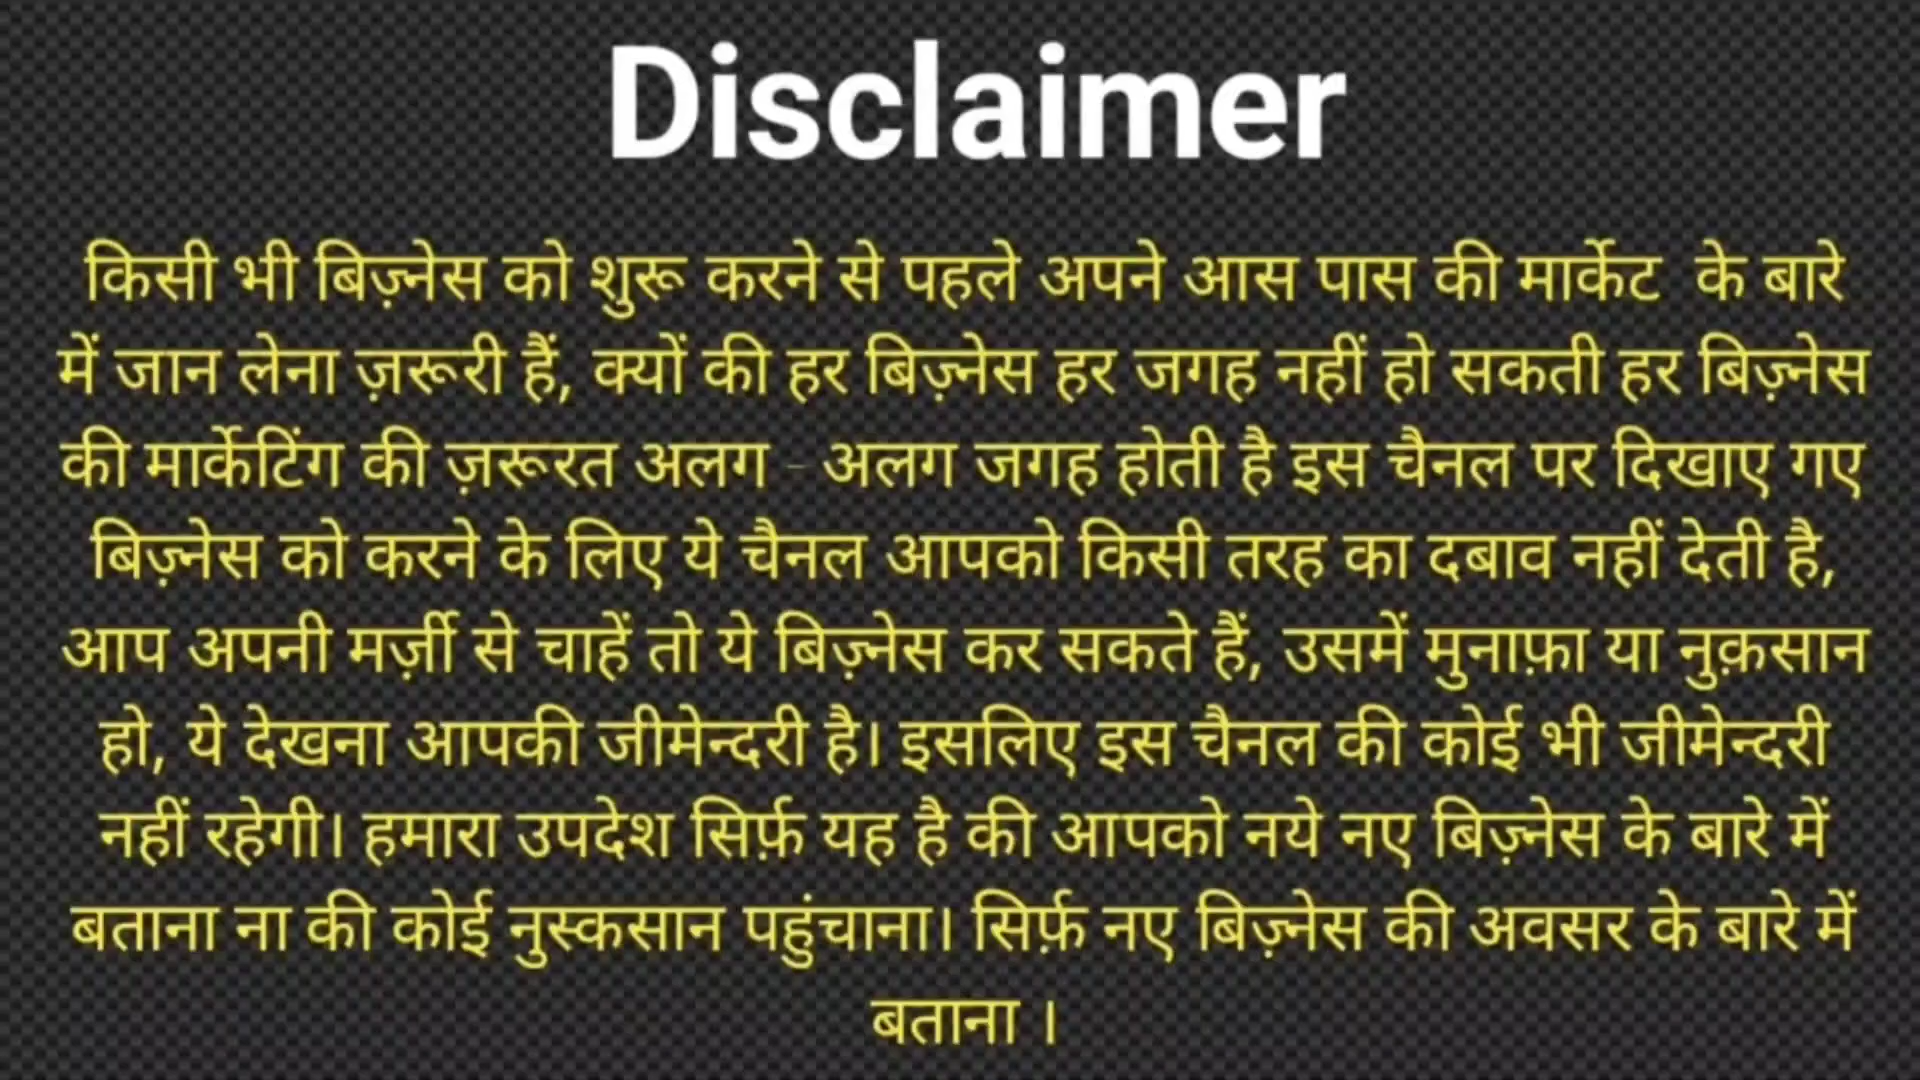 Disclaimer
किसी भी बिज़्नेस को शुरू करने से पहले अपने आस पास की मार्केट के बारे
में जान लेना ज़रूरी हैं, क्यों की हर बिज़्नेस हर जगह नहीं हो सकती हर बिज़्नेस
की मार्केटिंग की ज़रूरत अलग - अलग जगह होती है इस चैनल पर दिखाए गए
बिज़्नेस को करने के लिए ये चैनल आपको किसी तरह का दबाव नहीं देती है,
आप अपनी मर्ज़ी से चाहें तो ये बिज़्नेस कर सकते हैं, उसमें मुनाफ़ा या नुक़सान
हो, ये देखना आपकी जीमेन्दरी है। इसलिए इस चैनल की कोई भी जीमेन्दरी
नहीं रहेगी। हमारा उपदेश सिर्फ़ यह है की आपको नये नए बिज़्नेस के बारे में
बताना ना की कोई नुस्कसान पहुंचाना। सिर्फ़ नए बिज़्नेस की अवसर के बारे में
बताना ।